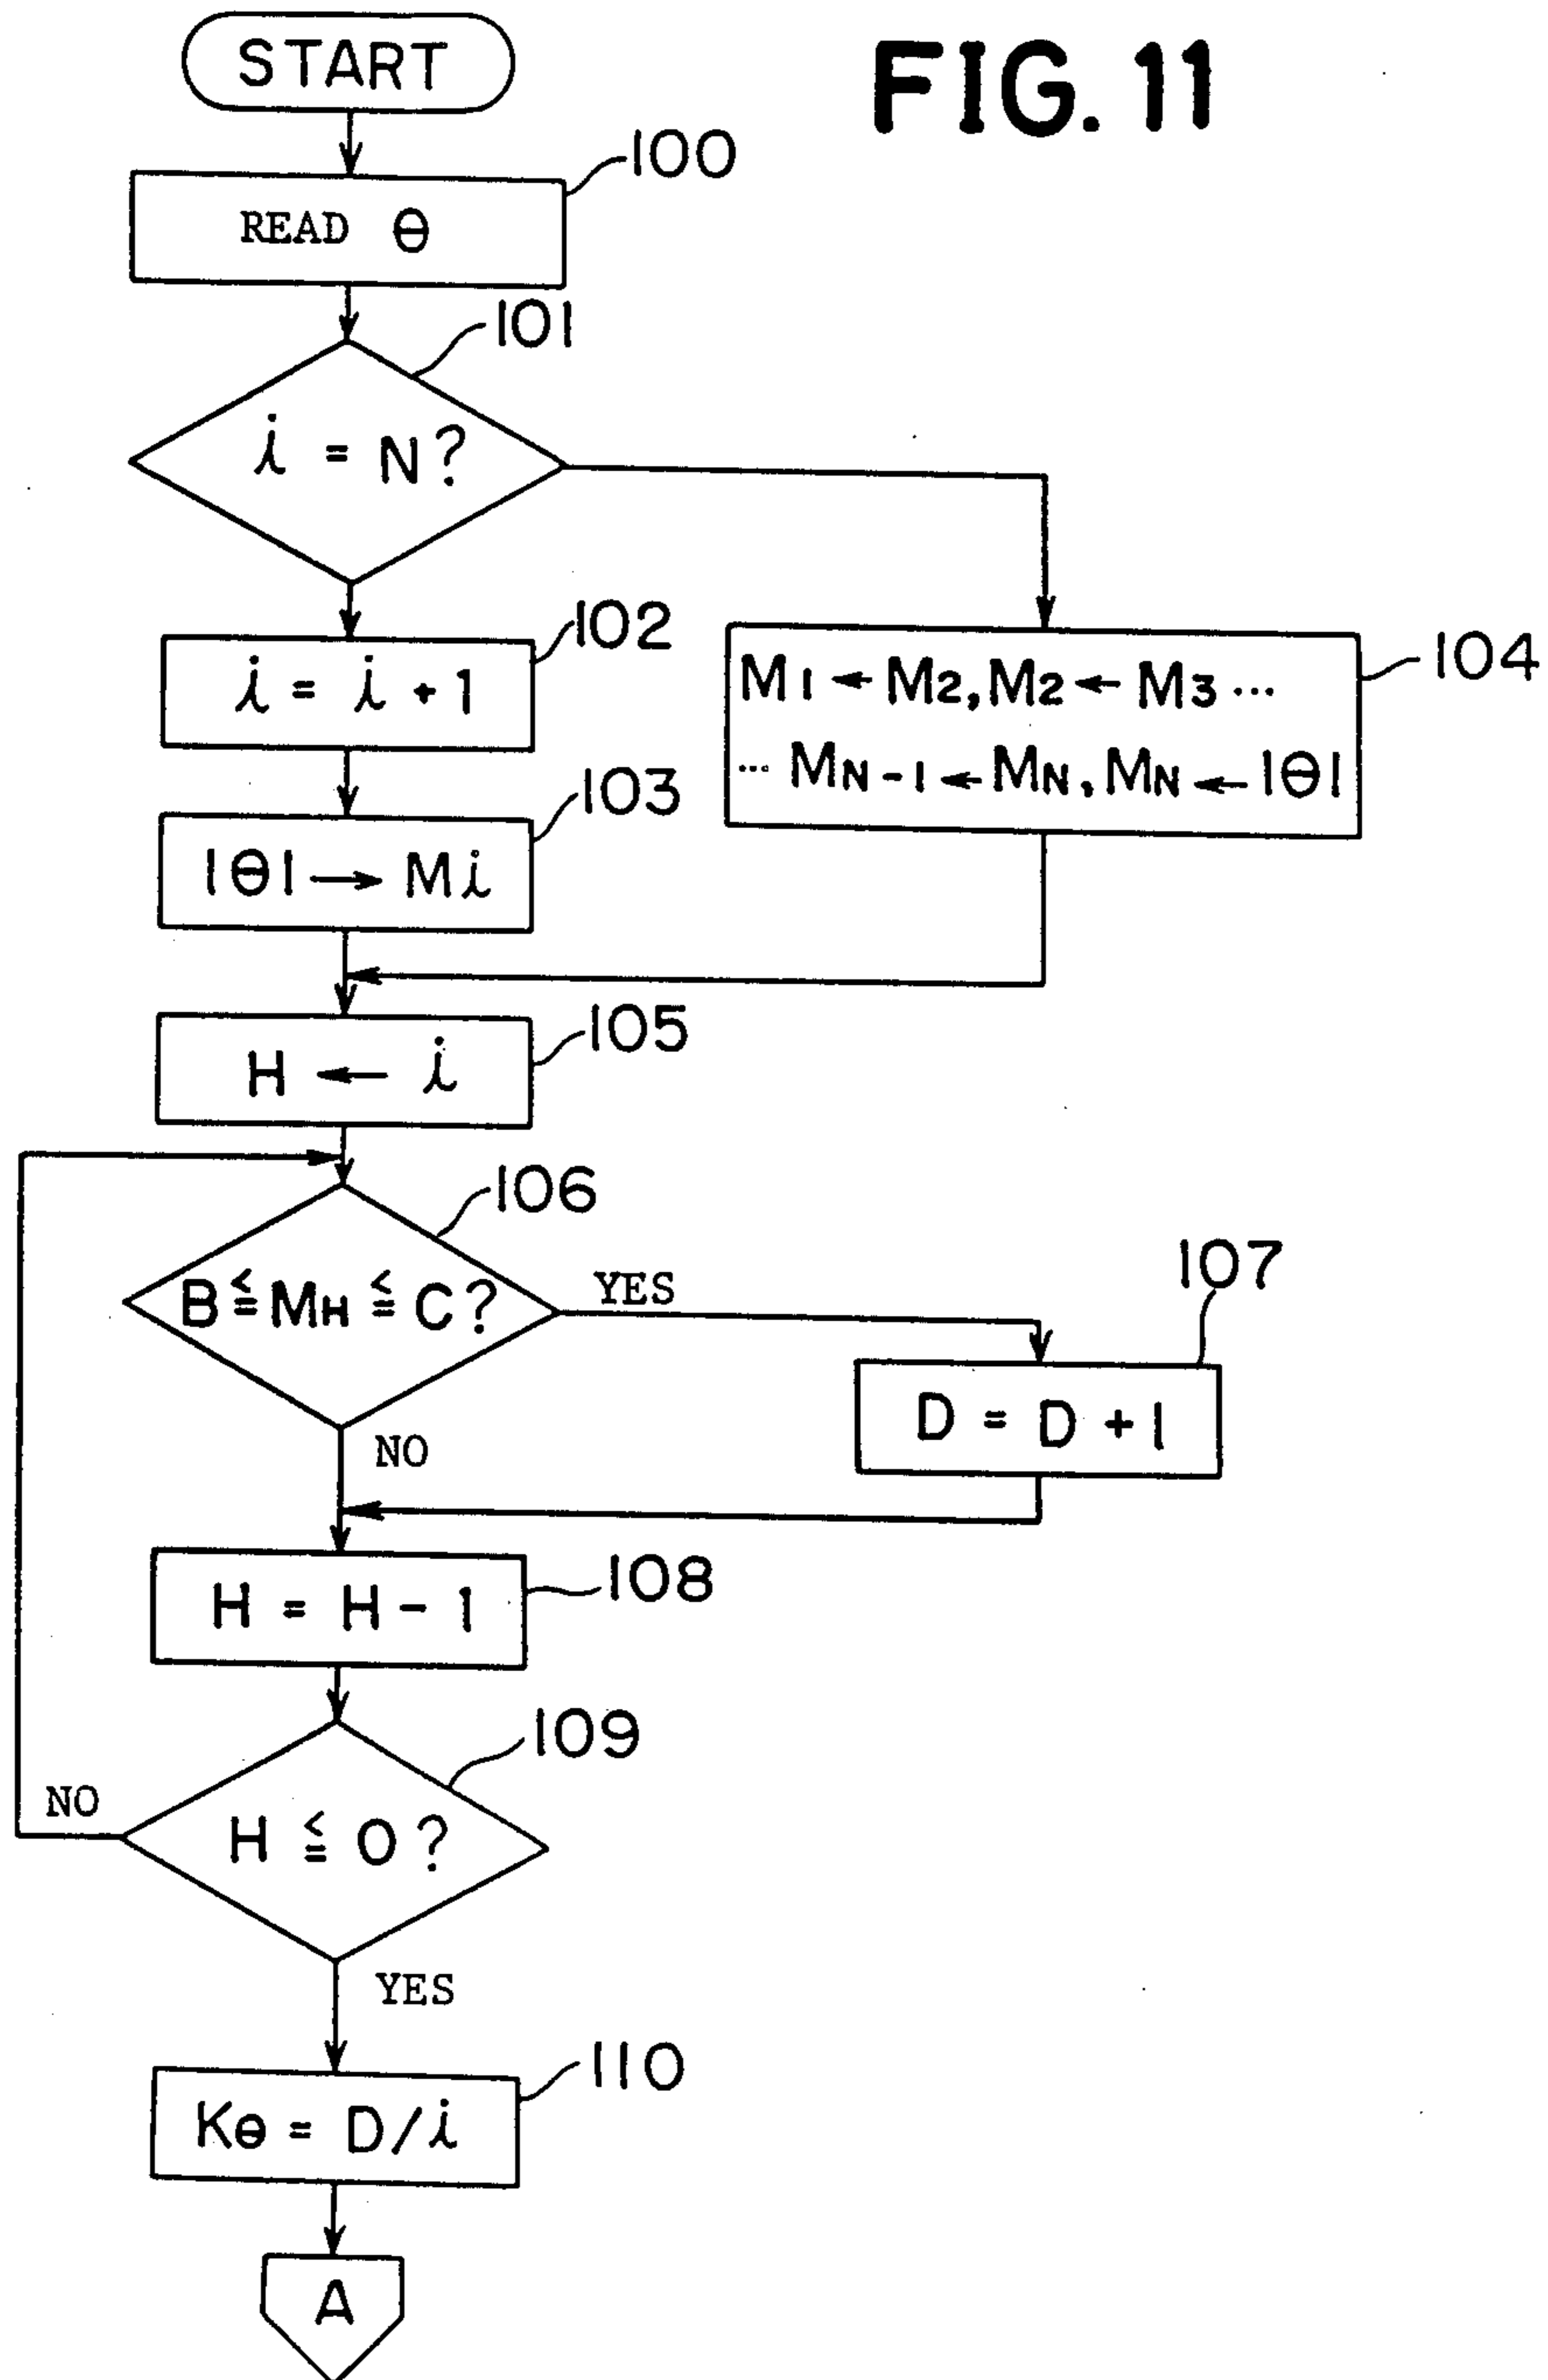 START
FIG. 11
100
READ θ
101
i = N?
102
i = i + 1
104
M1 ← M2, M2 ← M3 ...
... MN-1 ← MN, MN ← |θ|
103
|θ| → Mi
105
H ← i
106
B ≦ MH ≦ C?
YES
107
D = D + 1
NO
108
H = H - 1
109
NO
H ≦ 0?
YES
110
Kθ = D/i
A